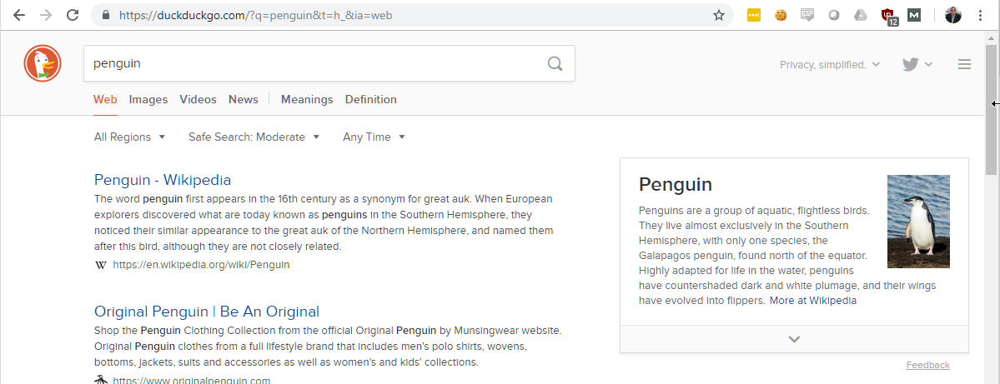 https://duckduckgo.com/?q=penguin&t=h_&ia=web
12
penguin
Privacy, simplified.
Web Images Videos News Meanings Definition
All Regions Safe Search: Moderate Any Time
Penguin - Wikipedia
The word penguin first appears in the 16th century as a synonym for great auk. When European
explorers discovered what are today known as penguins in the Southern Hemisphere, they
noticed their similar appearance to the great auk of the Northern Hemisphere, and named them
after this bird, although they are not closely related.
W https://en.wikipedia.org/wiki/Penguin
Original Penguin | Be An Original
Shop the Penguin Clothing Collection from the official Original Penguin by Munsingwear website.
Original Penguin clothes from a full lifestyle brand that includes men's polo shirts, wovens,
bottoms, jackets, suits and accessories as well as women's and kids' collections.
https://www.originalpenguin.com
Penguin
Penguins are a group of aquatic, flightless birds.
They live almost exclusively in the Southern
Hemisphere, with only one species, the
Galapagos penguin, found north of the equator.
Highly adapted for life in the water, penguins
have countershaded dark and white plumage, and their wings
have evolved into flippers. More at Wikipedia
Feedback